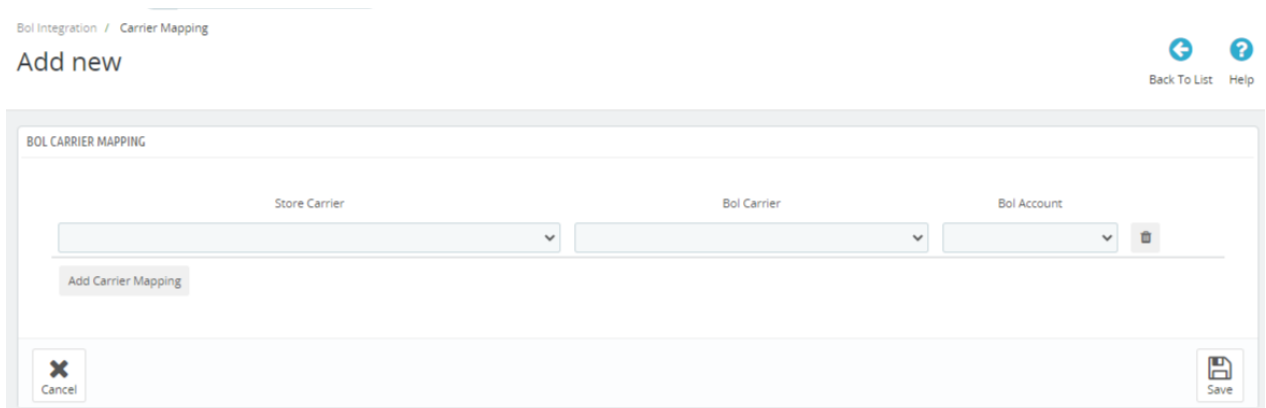 Bol Integration / Carrier Mapping
Add new
Back To List Help
BOL CARRIER MAPPING
Store Carrier Bol Carrier Bol Account
Add Carrier Mapping
Cancel Save